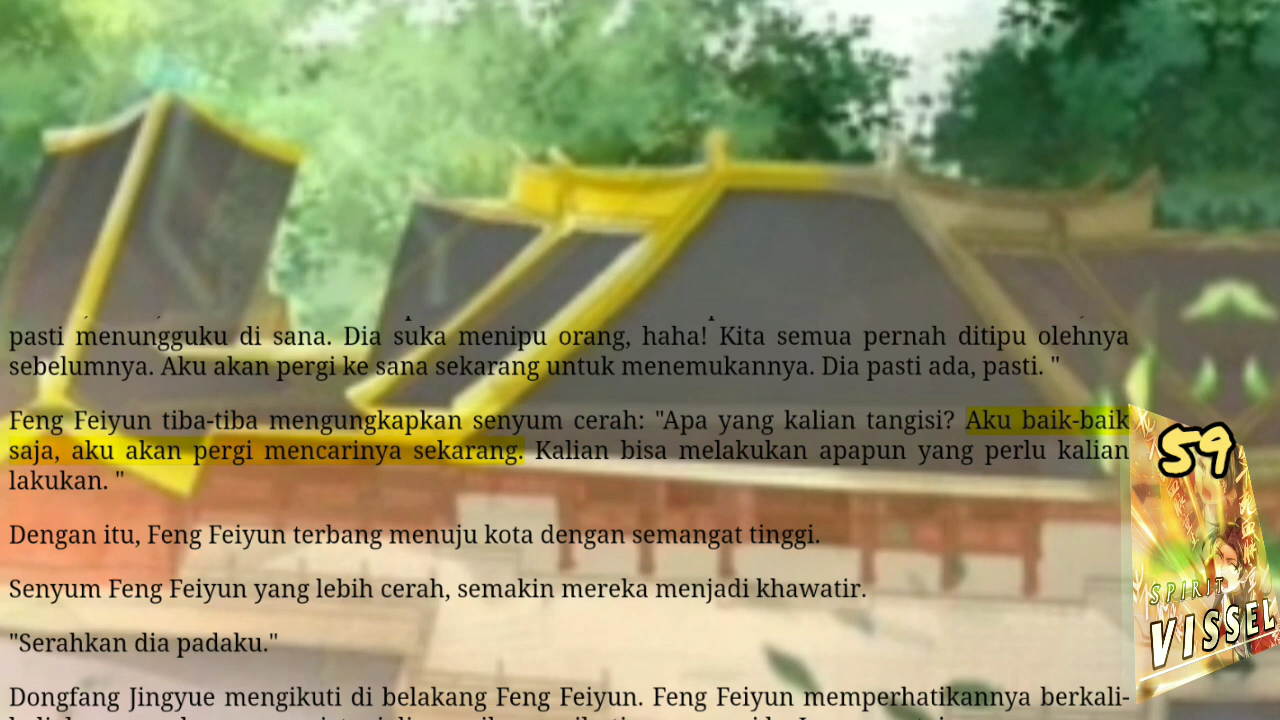 pasti menungguku di sana. Dia suka menipu orang, haha! Kita semua pernah ditipu olehnya
sebelumnya. Aku akan pergi ke sana sekarang untuk menemukannya. Dia pasti ada, pasti. "
Feng Feiyun tiba-tiba mengungkapkan senyum cerah: "Apa yang kalian tangisi? Aku baik-baik
saja, aku akan pergi mencarinya sekarang. Kalian bisa melakukan apapun yang perlu kalian
lakukan. "
Dengan itu, Feng Feiyun terbang menuju kota dengan semangat tinggi.
Senyum Feng Feiyun yang lebih cerah, semakin mereka menjadi khawatir.
"Serahkan dia padaku."
Dongfang Jingyue mengikuti di belakang Feng Feiyun. Feng Feiyun memperhatikannya berkali-
59
SPIRIT
VISSEL